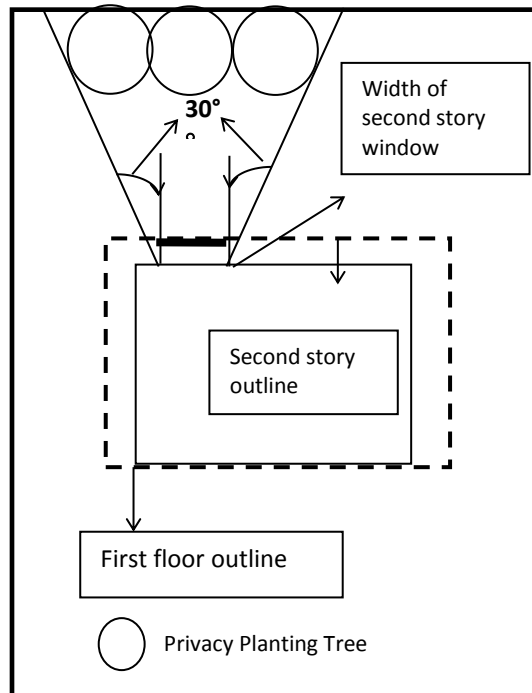 30°
°
Width of
second story
window
Second story
outline
First floor outline
Privacy Planting Tree